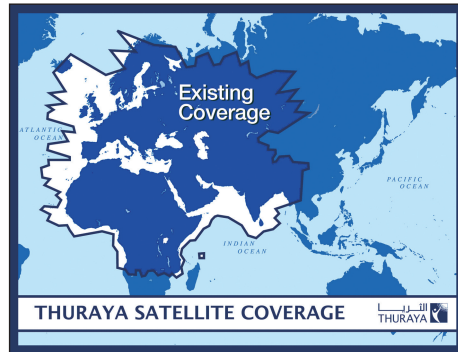 Existing
Coverage
ATLANTIC
OCEAN
PACIFIC
OCEAN
INDIAN
OCEAN
THURAYA SATELLITE COVERAGE
الثريا
THURAYA